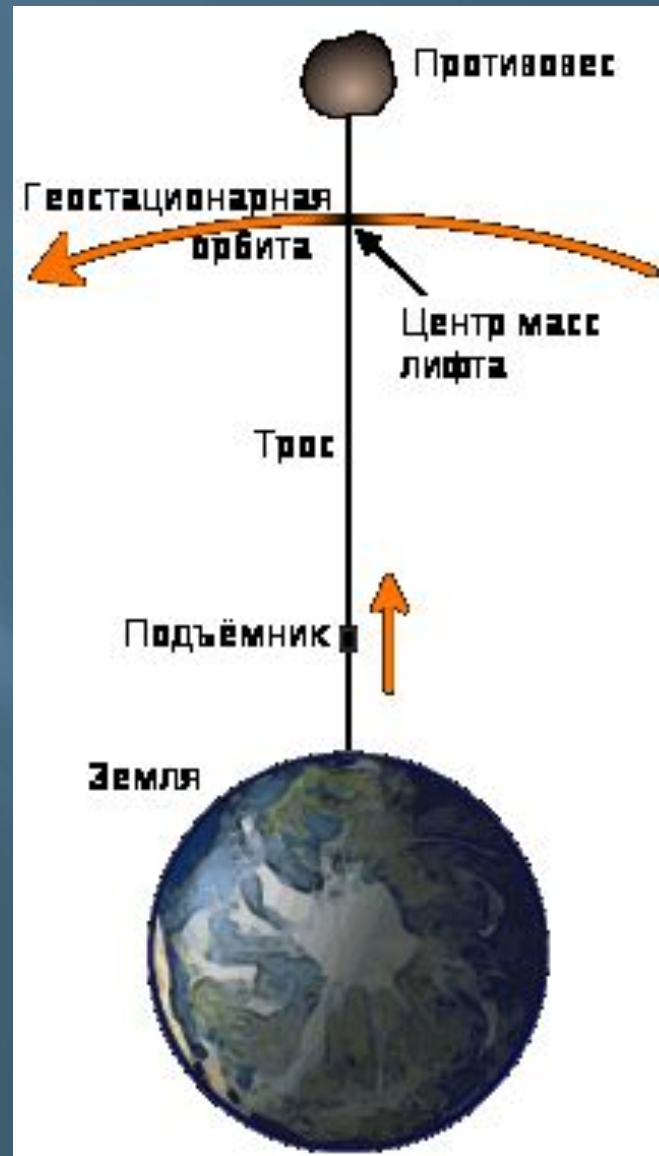 Противовес
Геостационарная
орбита
Центр масс
лифта
Трос
Подъёмник
Земля